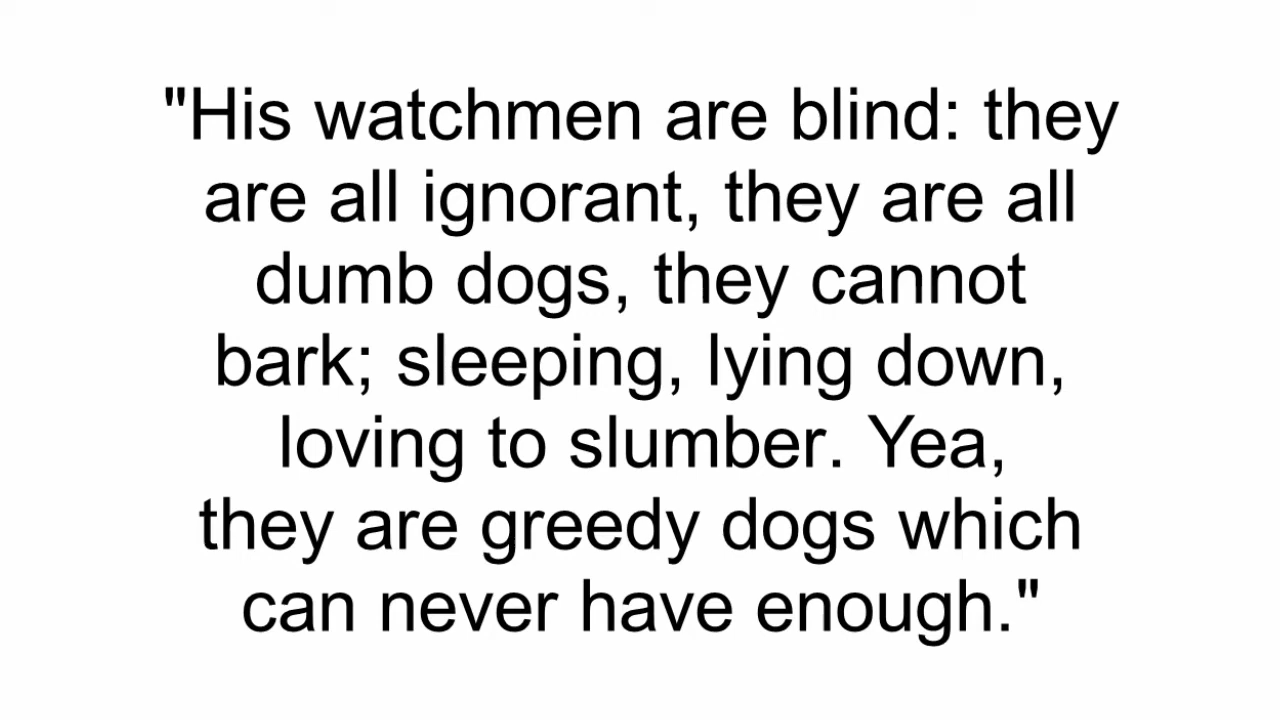 "His watchmen are blind: they
are all ignorant, they are all
dumb dogs, they cannot
bark; sleeping, lying down,
loving to slumber. Yea,
they are greedy dogs which
can never have enough."